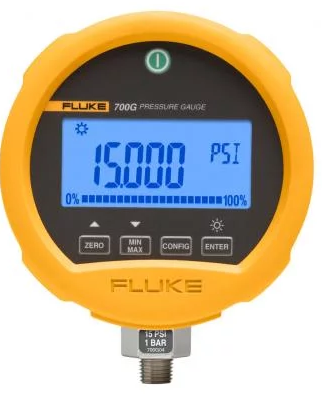 FLUKE 700G PRESSURE GAUGE
15.000 PSI
0% 100%
ZERO MIN MAX CONFIG ENTER
FLUKE
15 PSI
1 BAR
700G04